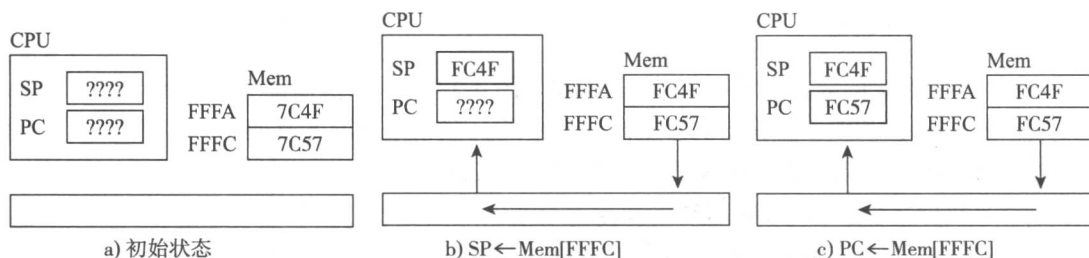 CPU
SP ????
PC ????
Mem
FFFA 7C4F
FFFC 7C57
a) 初始状态
CPU
SP FC4F
PC ????
Mem
FFFA FC4F
FFFC FC57
b) SP←Mem[FFFC]
CPU
SP FC4F
PC FC57
Mem
FFFA FC4F
FFFC FC57
c) PC←Mem[FFFC]